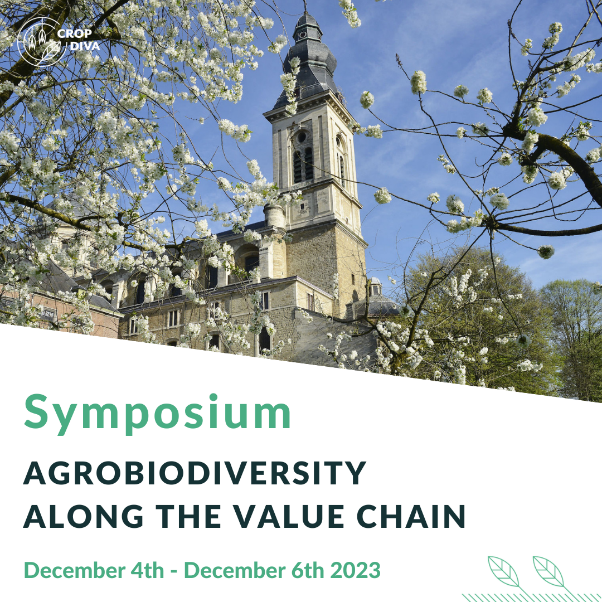 CROP
DIVA
Symposium
AGROBIODIVERSITY
ALONG THE VALUE CHAIN
December 4th - December 6th 2023